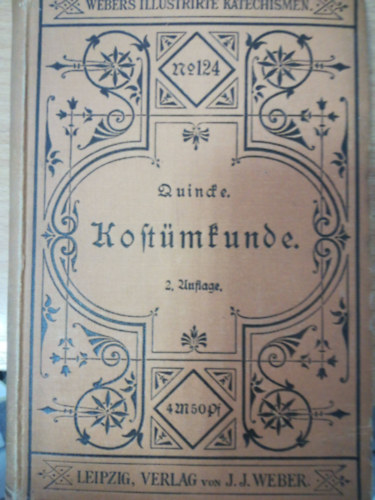 WEBERS ILLUSTRIRTE KATECHISMEN.
No 124
Quincke.
Koſtümkunde.
2. Auflage.
4 M 50 Pf
LEIPZIG, VERLAG VON J. J. WEBER.